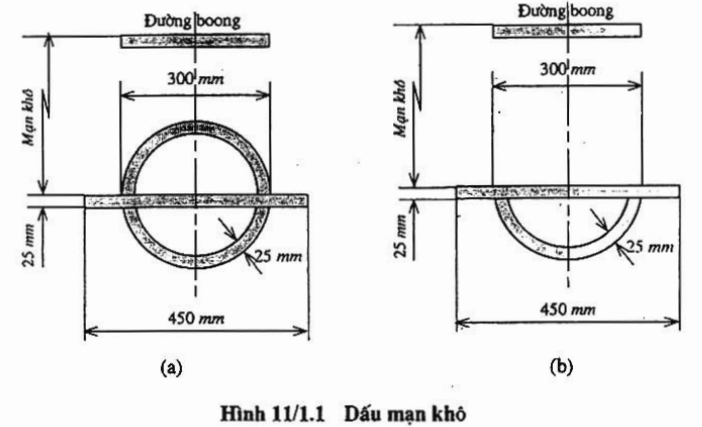 Đường boong
300 mm
Mạn khô
25 mm
25 mm
450 mm
(a)
Đường boong
300 mm
Mạn khô
25 mm
25 mm
450 mm
(b)
Hình 11/1.1 Dấu mạn khô